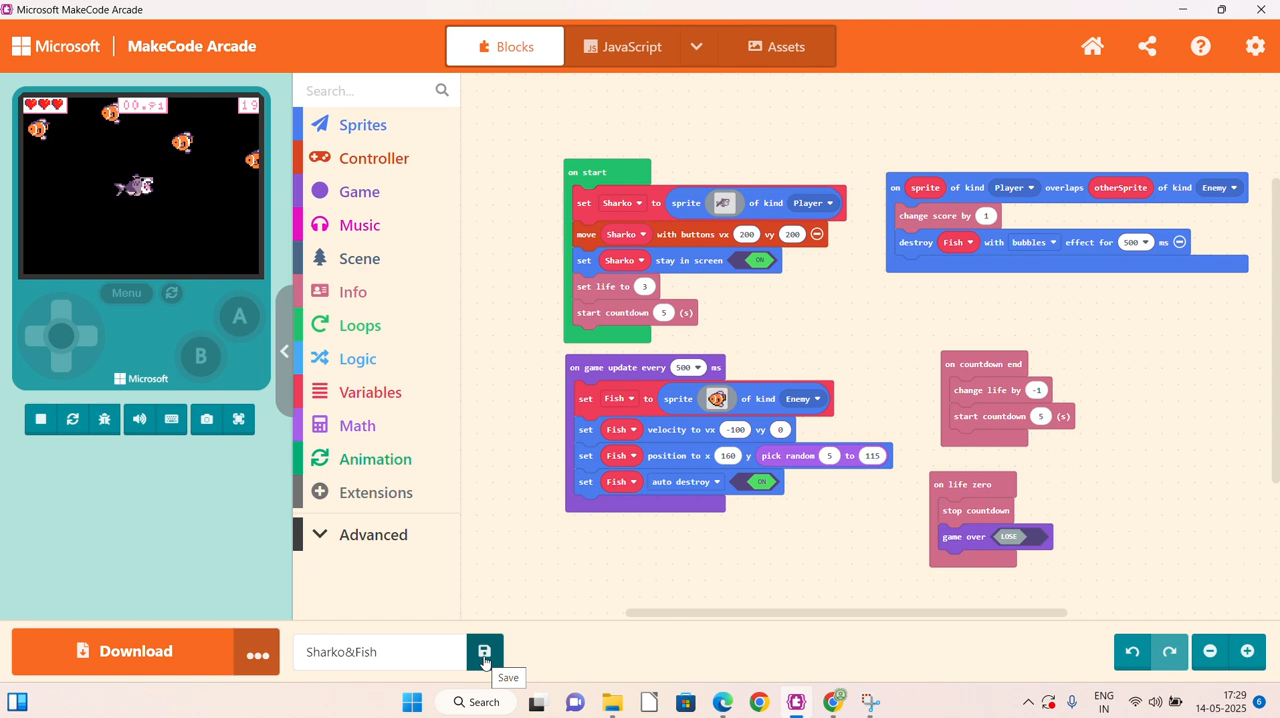 Microsoft MakeCode Arcade
Microsoft | MakeCode Arcade
Blocks
JS JavaScript
Assets
19
Menu
A
B
Microsoft
Search...
Sprites
Controller
Game
Music
Scene
Info
Loops
Logic
Variables
Math
Animation
Extensions
Advanced
on start
set Sharko to sprite of kind Player
move Sharko with buttons vx 200 vy 200
set Sharko stay in screen ON
set life to 3
start countdown 5 (s)
on game update every 500 ms
set Fish to sprite of kind Enemy
set Fish velocity to vx -100 vy 0
set Fish position to x 160 y pick random 5 to 115
set Fish auto destroy ON
on sprite of kind Player overlaps otherSprite of kind Enemy
change score by 1
destroy Fish with bubbles effect for 500 ms
on countdown end
change life by -1
start countdown 5 (s)
on life zero
stop countdown
game over LOSE
Download
Sharko&Fish
Save
Search
ENG
IN
17:29
14-05-2025
6